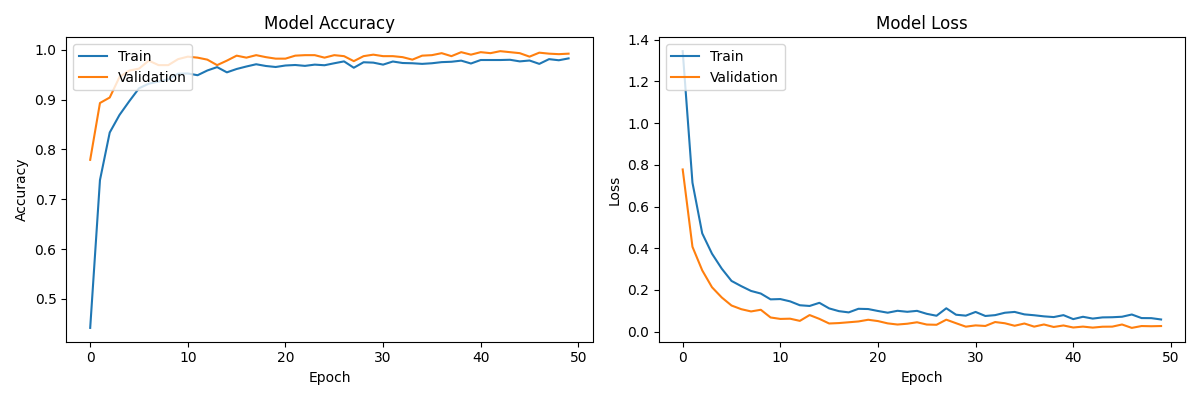 Model Accuracy
Train
Validation
1.0
0.9
0.8
0.7
0.6
0.5
Accuracy
0 10 20 30 40 50
Epoch
Model Loss
Train
Validation
1.4
1.2
1.0
0.8
0.6
0.4
0.2
0.0
Loss
0 10 20 30 40 50
Epoch